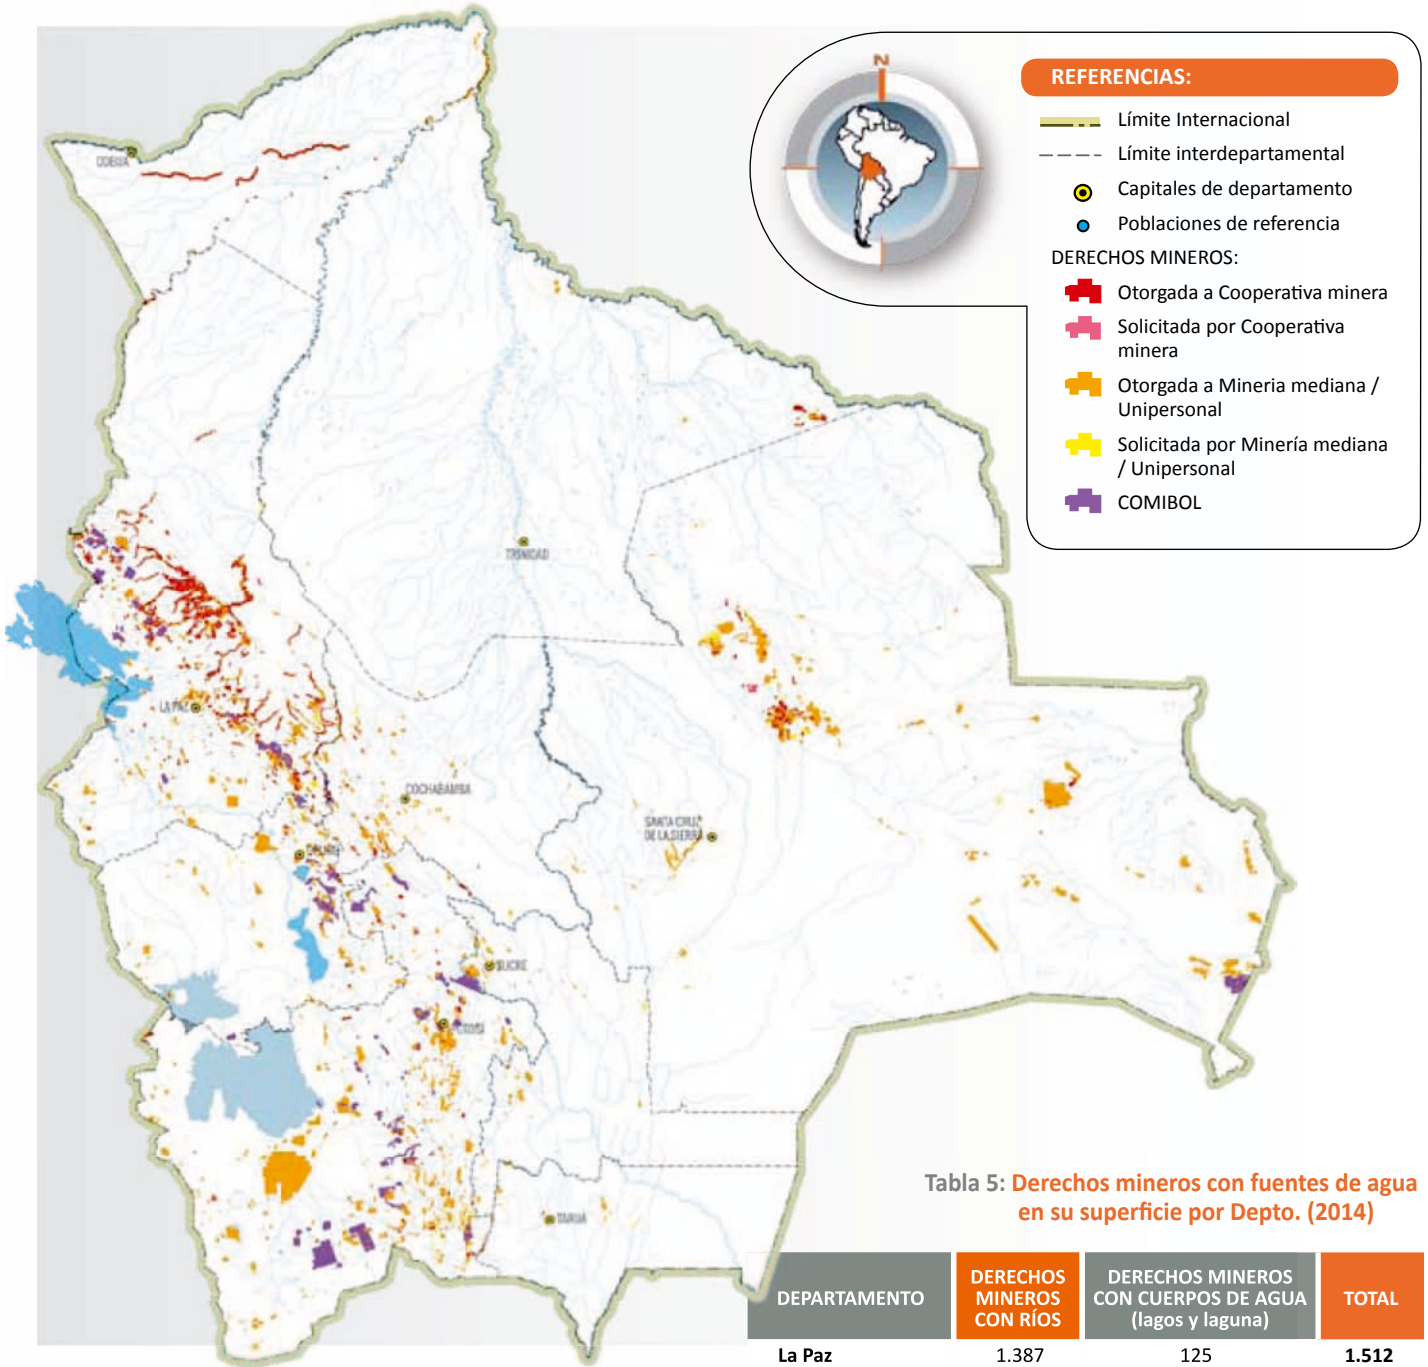 N
REFERENCIAS:
Límite Internacional
Límite interdepartamental
Capitales de departamento
Poblaciones de referencia
DERECHOS MINEROS:
Otorgada a Cooperativa minera
Solicitada por Cooperativa
minera
Otorgada a Mineria mediana /
Unipersonal
Solicitada por Minería mediana
/ Unipersonal
COMIBOL
COBIJA
TRINIDAD
LA PAZ
COCHABAMBA
SANTA CRUZ
DE LA SIERRA
ORURO
SUCRE
POTOSI
TARIJA
Tabla 5: Derechos mineros con fuentes de agua
en su superficie por Depto. (2014)
DEPARTAMENTO
DERECHOS
MINEROS
CON RÍOS
DERECHOS MINEROS
CON CUERPOS DE AGUA
(lagos y laguna)
TOTAL
La Paz 1.387 125 1.512